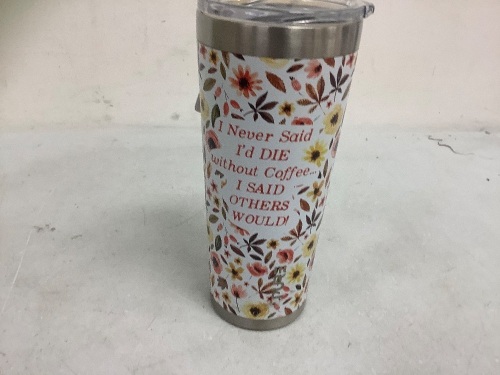 I Never Said
I'd DIE
without Coffee...
I SAID
OTHERS
WOULD!